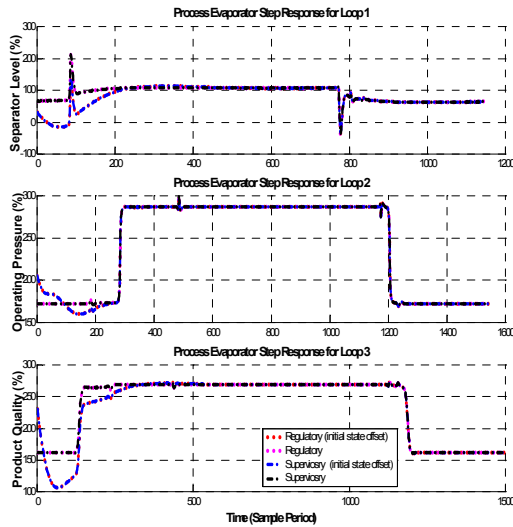 Process Evaporator Step Response for Loop 1
Separator Level (%)
300
200
100
0
-100
0 200 400 600 800 1000 1200
Process Evaporator Step Response for Loop 2
Operating Pressure (%)
300
200
150
0 200 400 600 800 1000 1200 1400 1600
Process Evaporator Step Response for Loop 3
Product Quality (%)
300
250
200
150
100
0 500 1000 1500
Regulatory (initial state offset)
Regulatory
Superviosry (initial state offset)
Superviosry
Time (Sample Period)